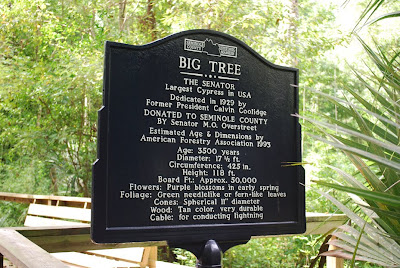 BIG TREE
THE SENATOR
Largest Cypress in USA
Dedicated in 1929 by
Former President Calvin Coolidge
DONATED TO SEMINOLE COUNTY
BY Senator M.O. Overstreet
Estimated Age & Dimensions by
American Forestry Association 1993
Age: 3500 years
Diameter: 17 ½ ft.
Circumference: 425 in.
Height: 118 ft.
Board Ft.: Approx. 50,000
Flowers: Purple blossoms in early spring
Foliage: Green needlelike or fern-like leaves
Cones: Spherical 1" diameter
Wood: Tan color, very durable
Cable: for conducting lightning